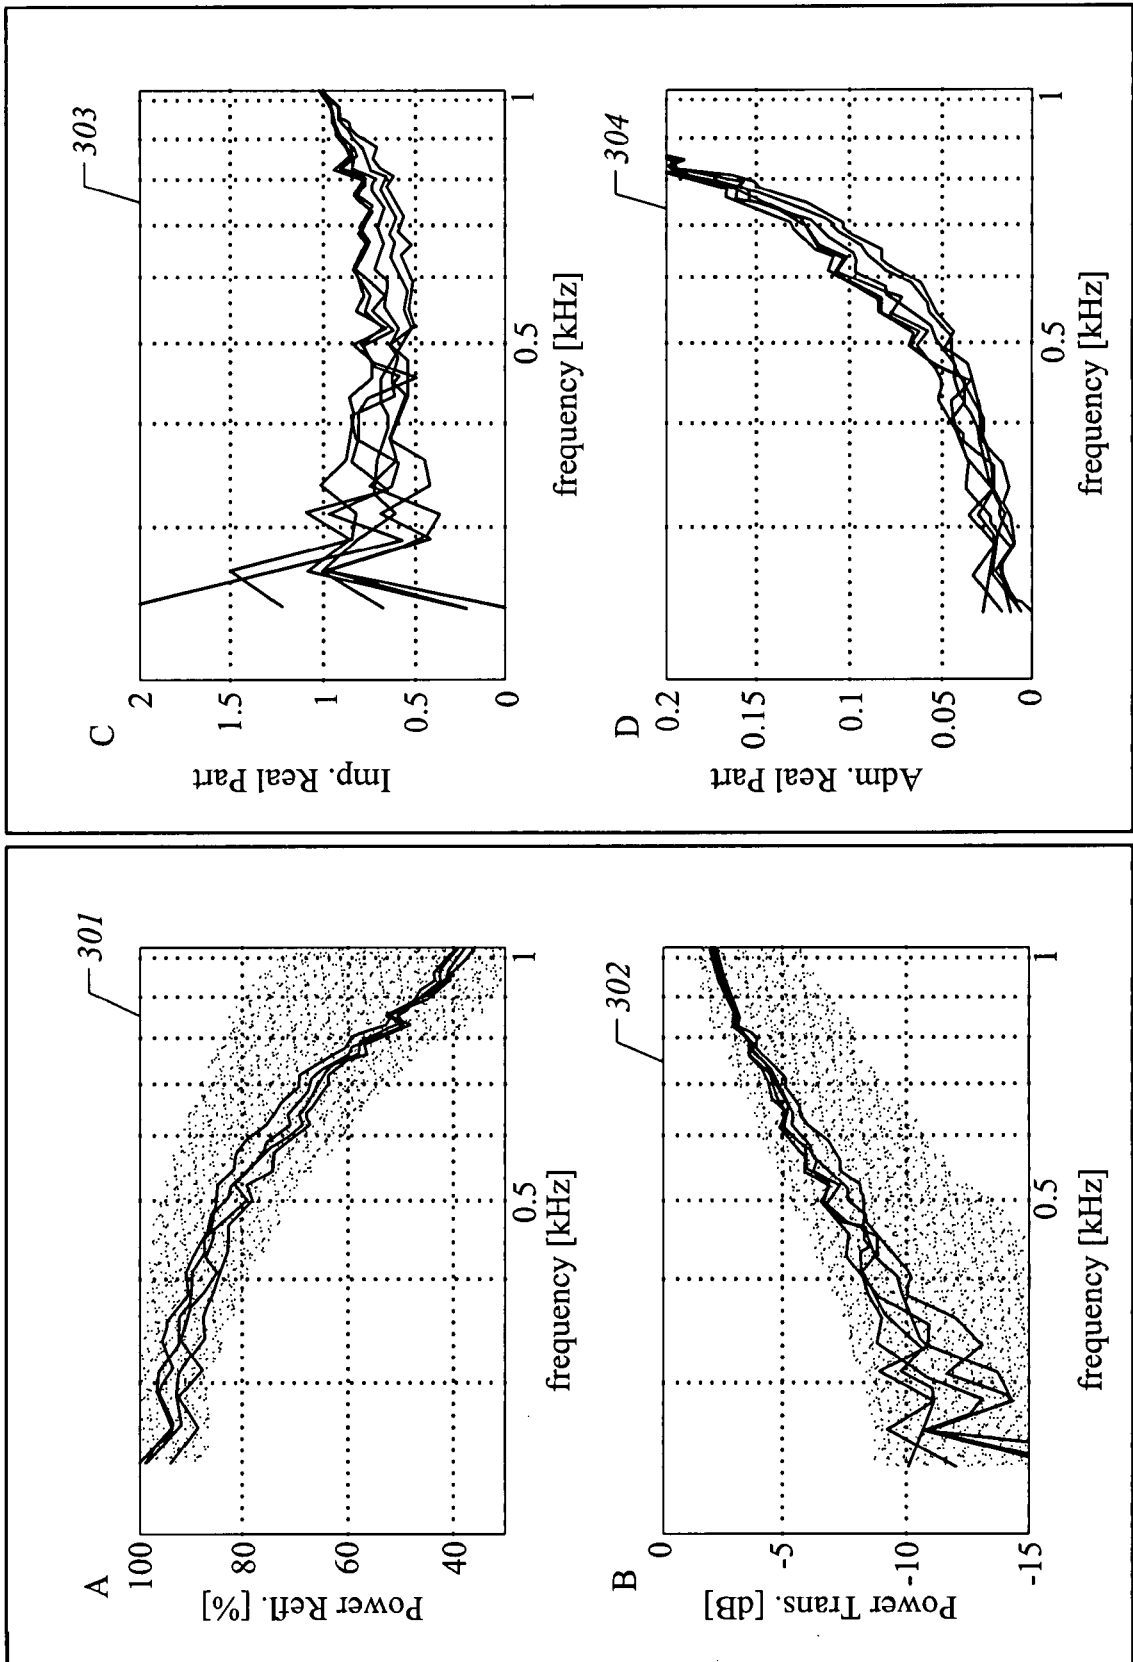 A
301
Power Refl. [%]
100
80
60
40
0.5
1
frequency [kHz]
B
302
Power Trans. [dB]
0
-5
-10
-15
0.5
1
frequency [kHz]
C
303
Imp. Real Part
2
1.5
1
0.5
0
0.5
1
frequency [kHz]
D
304
Adm. Real Part
0.2
0.15
0.1
0.05
0
0.5
1
frequency [kHz]